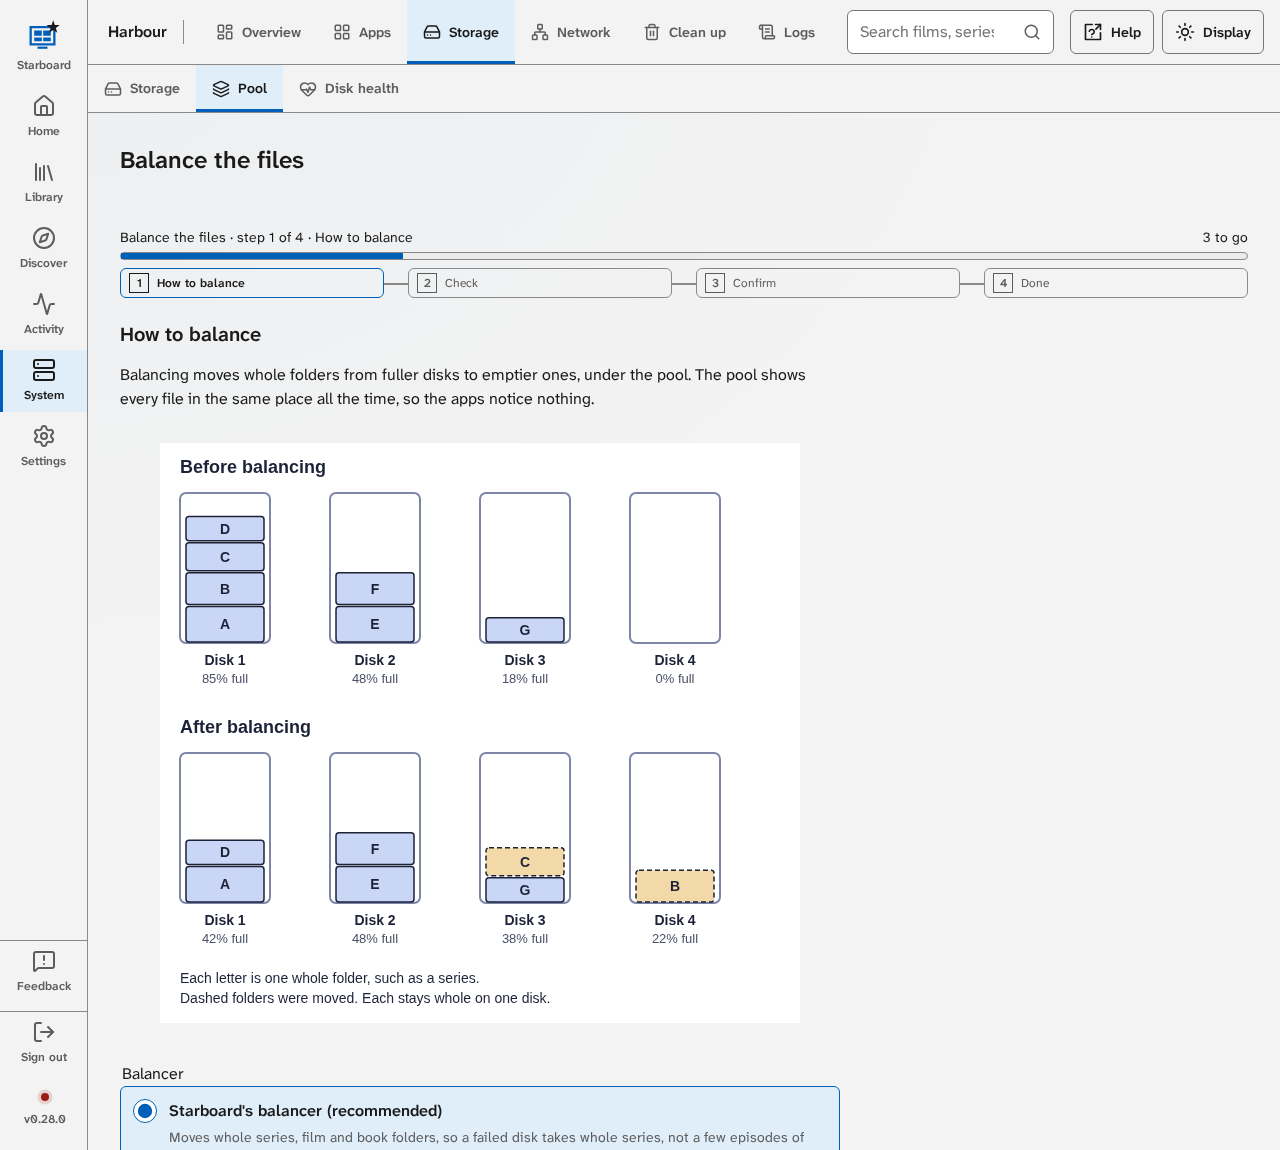 Starboard
Home
Library
Discover
Activity
System
Settings
Feedback
Sign out
v0.28.0
Harbour
Overview
Apps
Storage
Network
Clean up
Logs
Search films, series
Help
Display
Storage
Pool
Disk health
Balance the files
Balance the files · step 1 of 4 · How to balance
3 to go
1 How to balance
2 Check
3 Confirm
4 Done
How to balance
Balancing moves whole folders from fuller disks to emptier ones, under the pool. The pool shows
every file in the same place all the time, so the apps notice nothing.
Before balancing
D
C
B
A
F
E
G
Disk 1
85% full
Disk 2
48% full
Disk 3
18% full
Disk 4
0% full
After balancing
D
A
F
E
C
G
B
Disk 1
42% full
Disk 2
48% full
Disk 3
38% full
Disk 4
22% full
Each letter is one whole folder, such as a series.
Dashed folders were moved. Each stays whole on one disk.
Balancer
Starboard's balancer (recommended)
Moves whole series, film and book folders, so a failed disk takes whole series, not a few episodes of